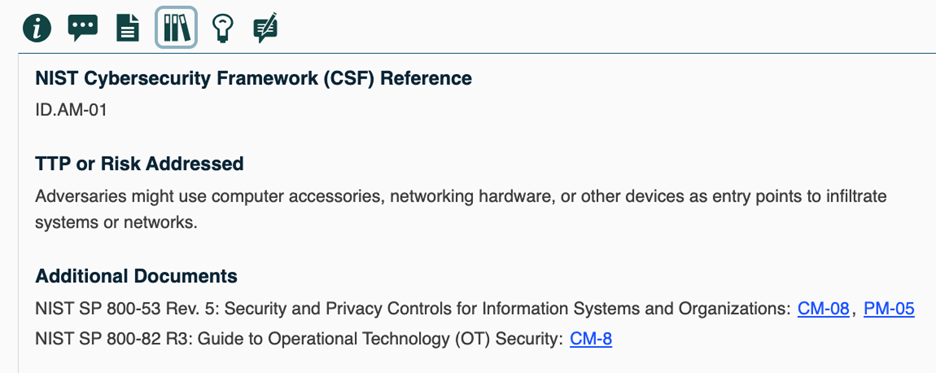 NIST Cybersecurity Framework (CSF) Reference
ID.AM-01
TTP or Risk Addressed
Adversaries might use computer accessories, networking hardware, or other devices as entry points to infiltrate
systems or networks.
Additional Documents
NIST SP 800-53 Rev. 5: Security and Privacy Controls for Information Systems and Organizations: CM-08, PM-05
NIST SP 800-82 R3: Guide to Operational Technology (OT) Security: CM-8